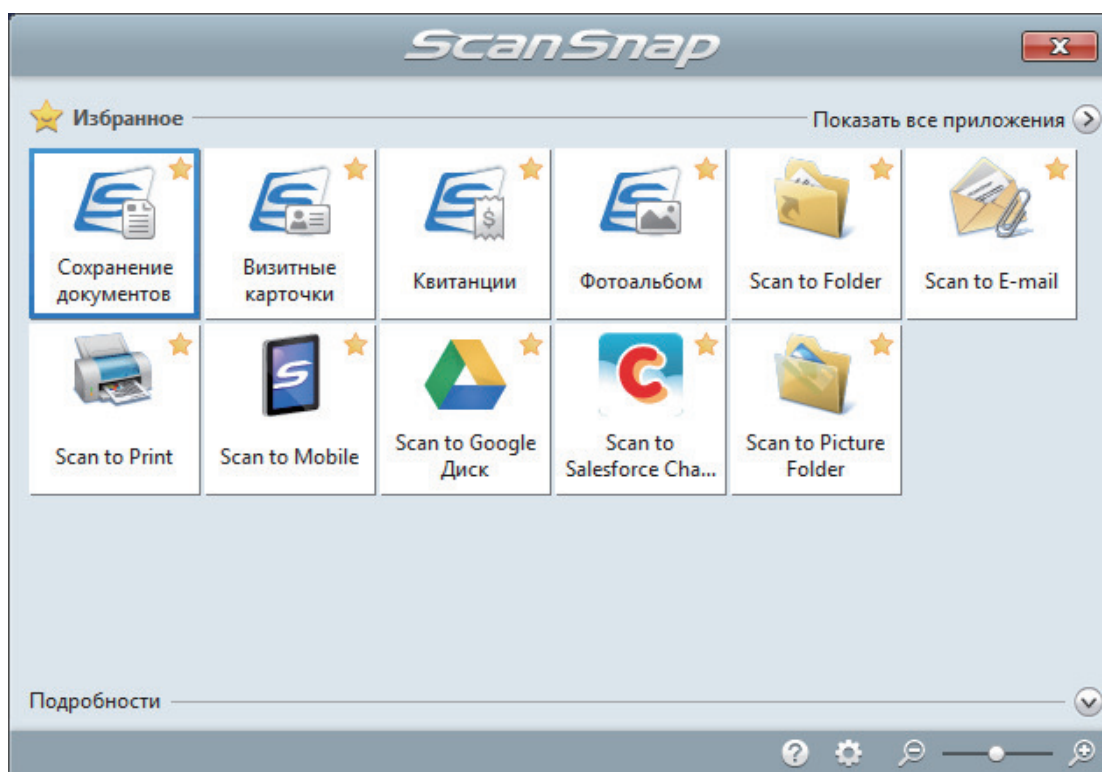 ScanSnap
Избранное
Показать все приложения
Сохранение
документов
Визитные
карточки
Квитанции
Фотоальбом
Scan to Folder
Scan to E-mail
Scan to Print
Scan to Mobile
Scan to Google
Диск
Scan to
Salesforce Cha...
Scan to Picture
Folder
Подробности